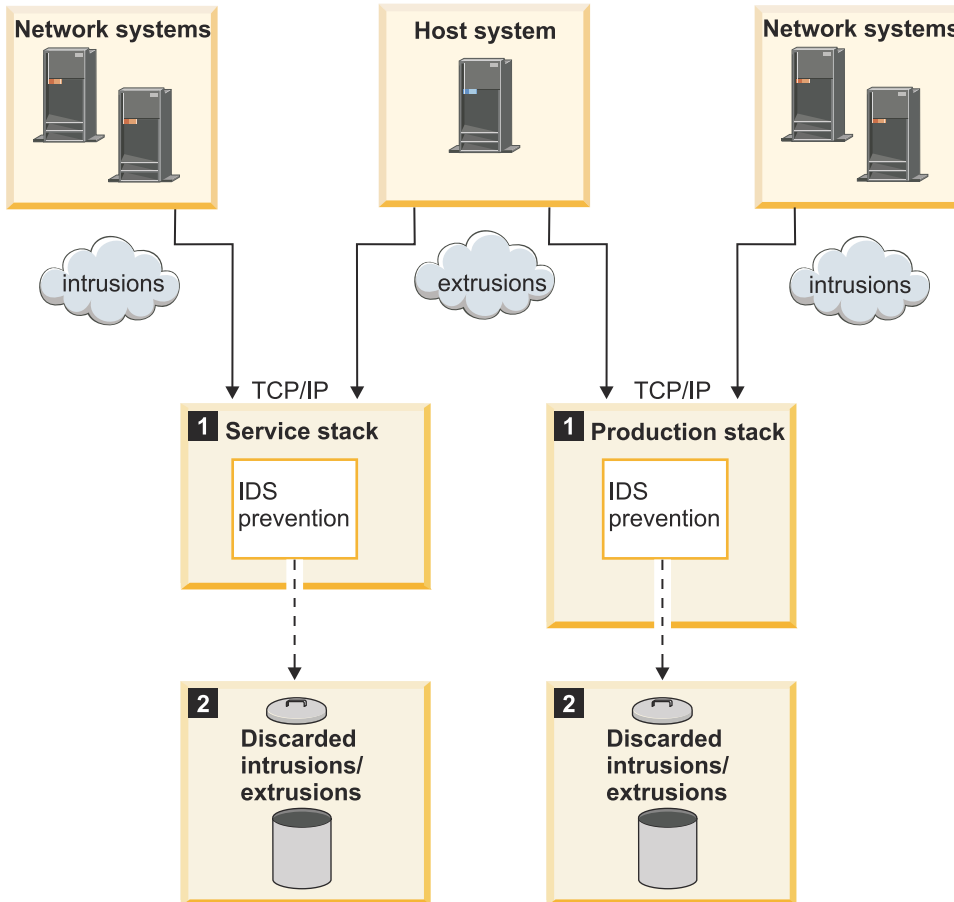 Network systems
Host system
Network systems
intrusions
extrusions
intrusions
TCP/IP
TCP/IP
1 Service stack
IDS
prevention
1 Production stack
IDS
prevention
2
Discarded
intrusions/
extrusions
2
Discarded
intrusions/
extrusions